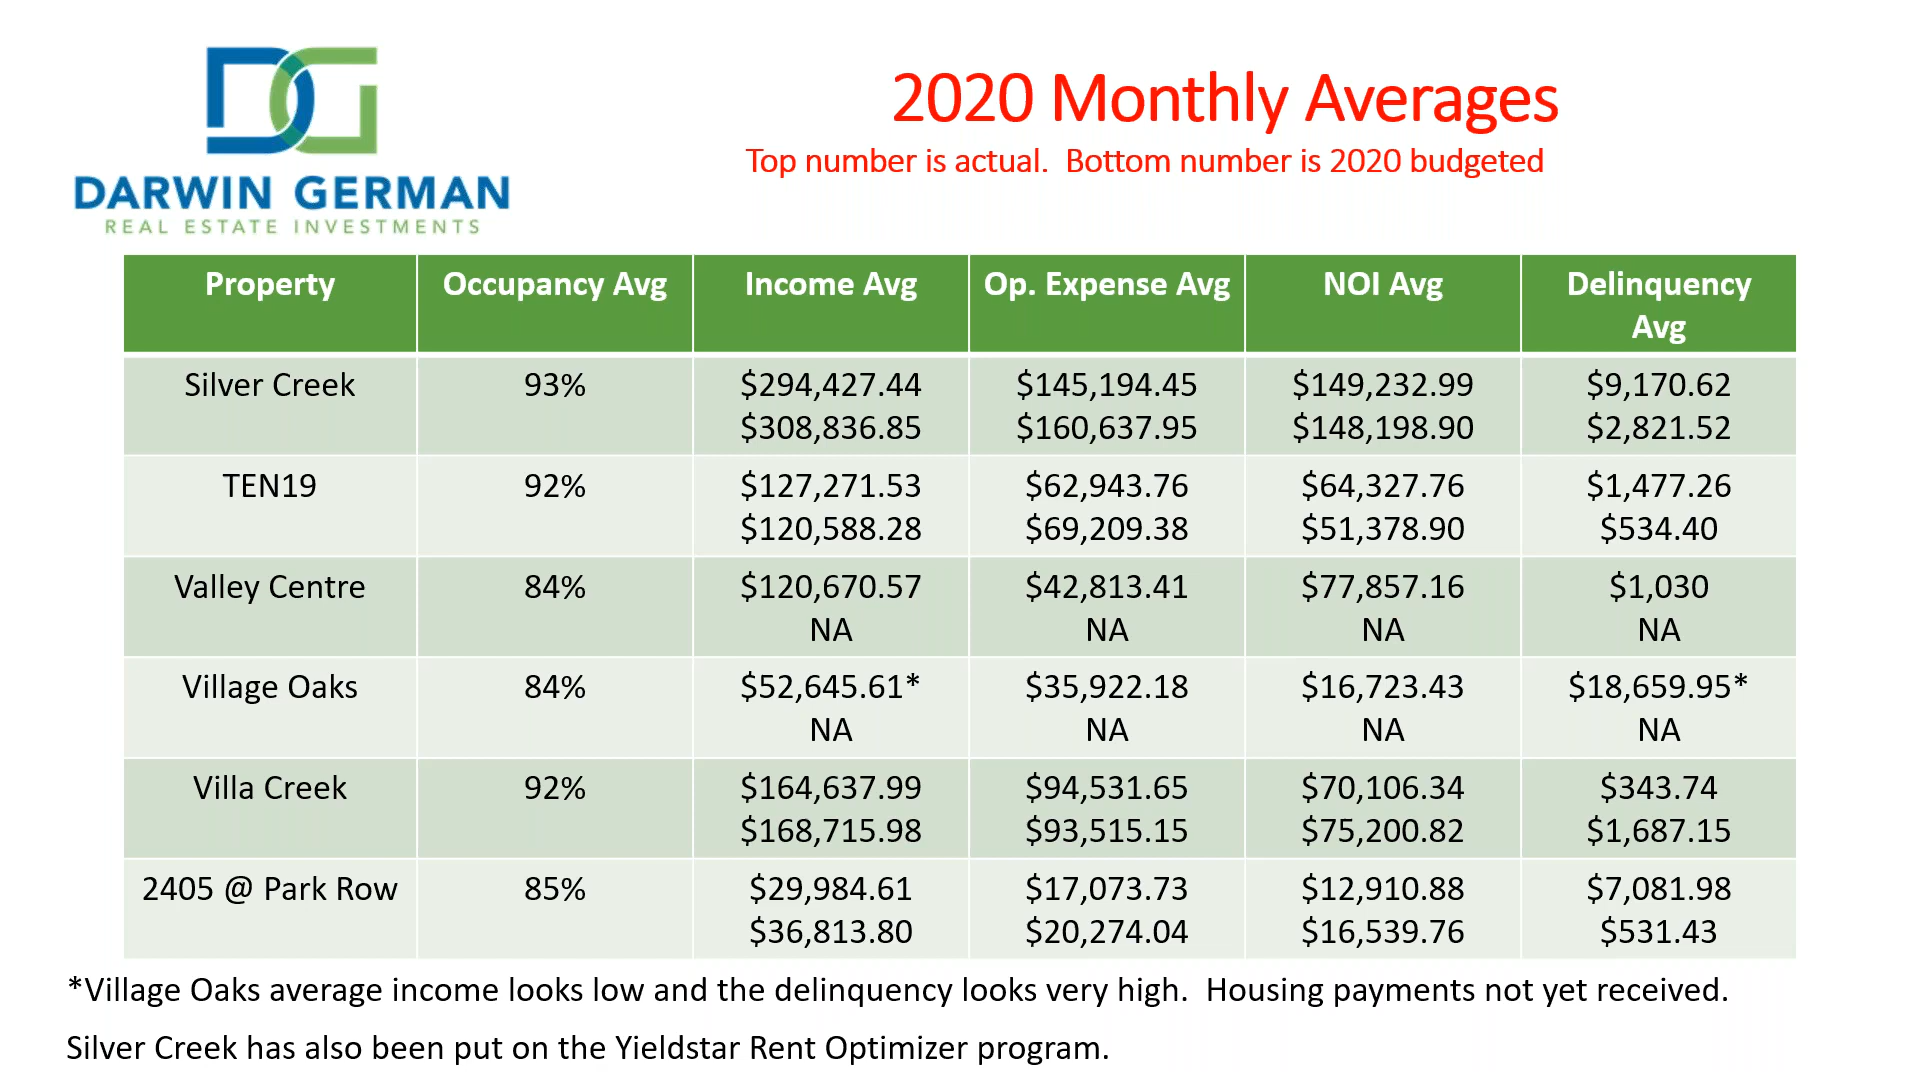 DG
DARWIN GERMAN
REAL ESTATE INVESTMENTS
2020 Monthly Averages
Top number is actual.  Bottom number is 2020 budgeted
Property Occupancy Avg Income Avg Op. Expense Avg NOI Avg Delinquency
Avg
Silver Creek 93% $294,427.44 $145,194.45 $149,232.99 $9,170.62
$308,836.85 $160,637.95 $148,198.90 $2,821.52
TEN19 92% $127,271.53 $62,943.76 $64,327.76 $1,477.26
$120,588.28 $69,209.38 $51,378.90 $534.40
Valley Centre 84% $120,670.57 $42,813.41 $77,857.16 $1,030
NA NA NA NA
Village Oaks 84% $52,645.61* $35,922.18 $16,723.43 $18,659.95*
NA NA NA NA
Villa Creek 92% $164,637.99 $94,531.65 $70,106.34 $343.74
$168,715.98 $93,515.15 $75,200.82 $1,687.15
2405 @ Park Row 85% $29,984.61 $17,073.73 $12,910.88 $7,081.98
$36,813.80 $20,274.04 $16,539.76 $531.43
*Village Oaks average income looks low and the delinquency looks very high.  Housing payments not yet received.
Silver Creek has also been put on the Yieldstar Rent Optimizer program.